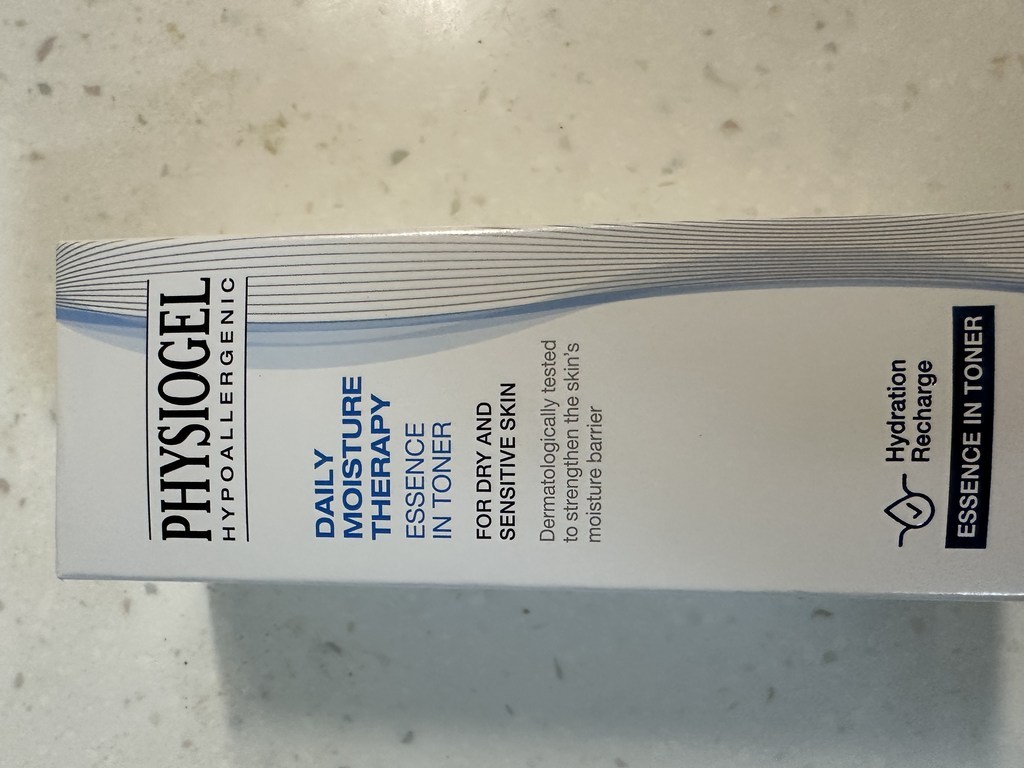 PHYSIOGEL
HYPOALLERGENIC
DAILY
MOISTURE
THERAPY
ESSENCE
IN TONER
FOR DRY AND
SENSITIVE SKIN
Dermatologically tested
to strengthen the skin's
moisture barrier
Hydration
Recharge
ESSENCE IN TONER